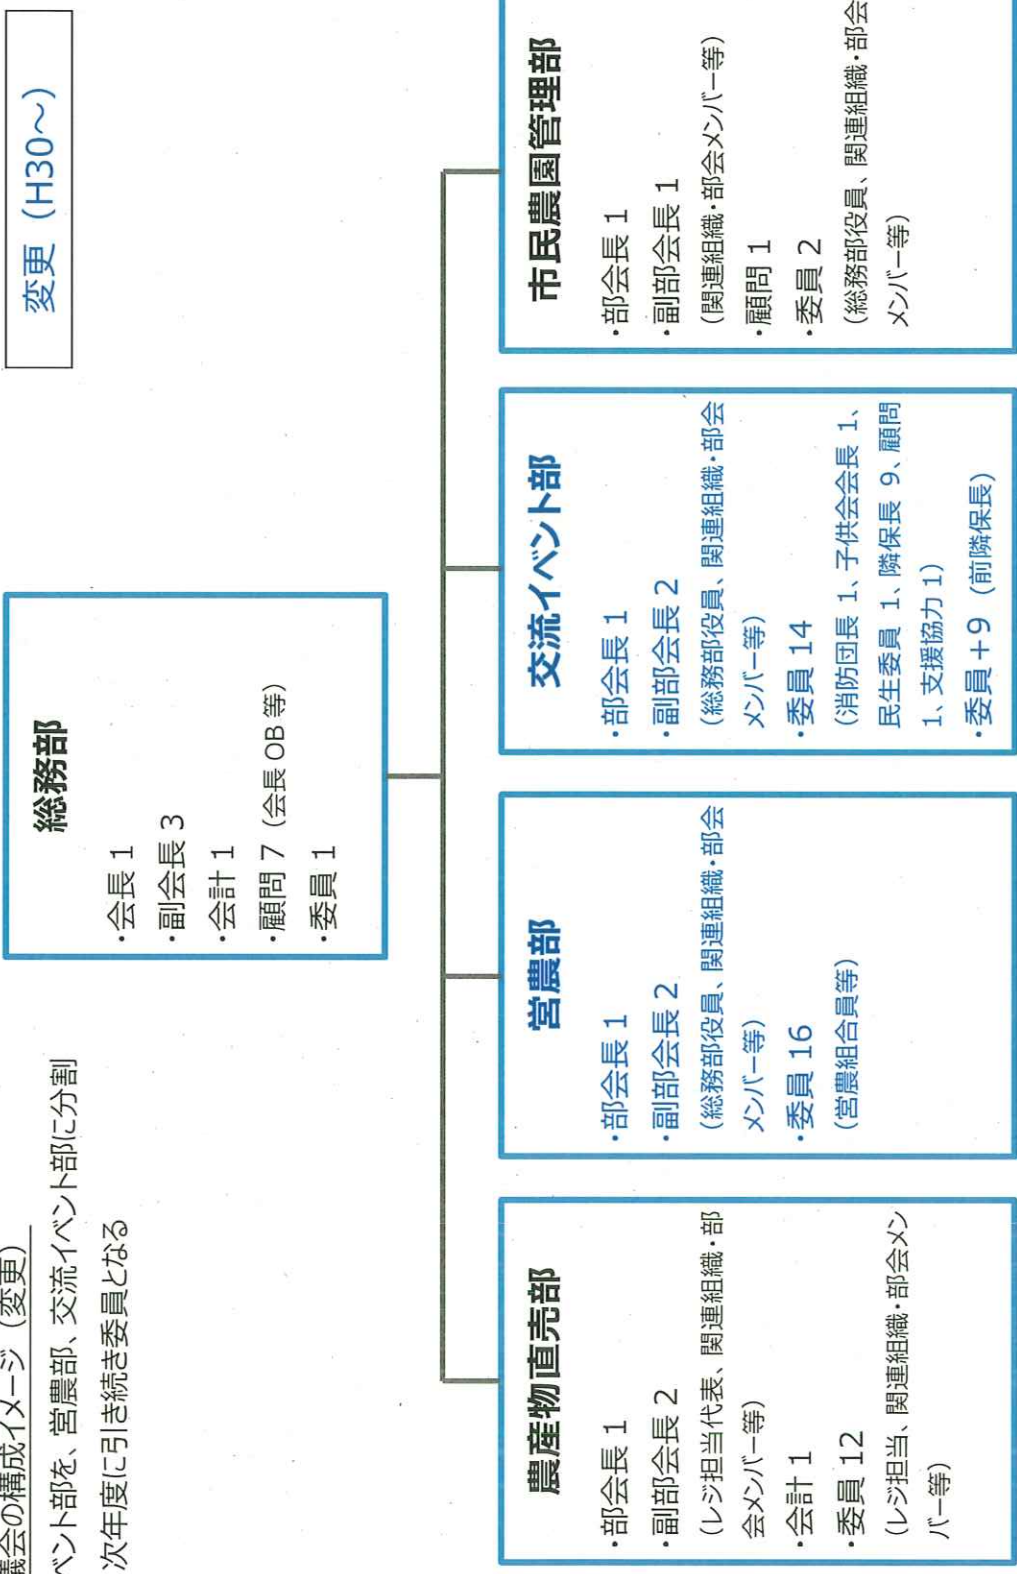 議会の構成イメージ（変更）
ベント部を、営農部、交流イベント部に分割
次年度に引き続き委員となる
変更（H30～）
総務部
・会長 1
・副会長 3
・会計 1
・顧問 7（会長 OB 等）
・委員 1
農産物直売部
・部会長 1
・副部会長 2
（レジ担当代表、関連組織・部
会メンバー等）
・会計 1
・委員 12
（レジ担当、関連組織・部会メン
バー等）
営農部
・部会長 1
・副部会長 2
（総務部役員、関連組織・部会
メンバー等）
・委員 16
（営農組合員等）
交流イベント部
・部会長 1
・副部会長 2
（総務部役員、関連組織・部会
メンバー等）
・委員 14
（消防団長 1、子供会会長 1、
民生委員 1、隣保長 9、顧問
1、支援協力 1）
・委員＋9（前隣保長）
市民農園管理部
・部会長 1
・副部会長 1
（関連組織・部会メンバー等）
・顧問 1
・委員 2
（総務部役員、関連組織・部会
メンバー等）